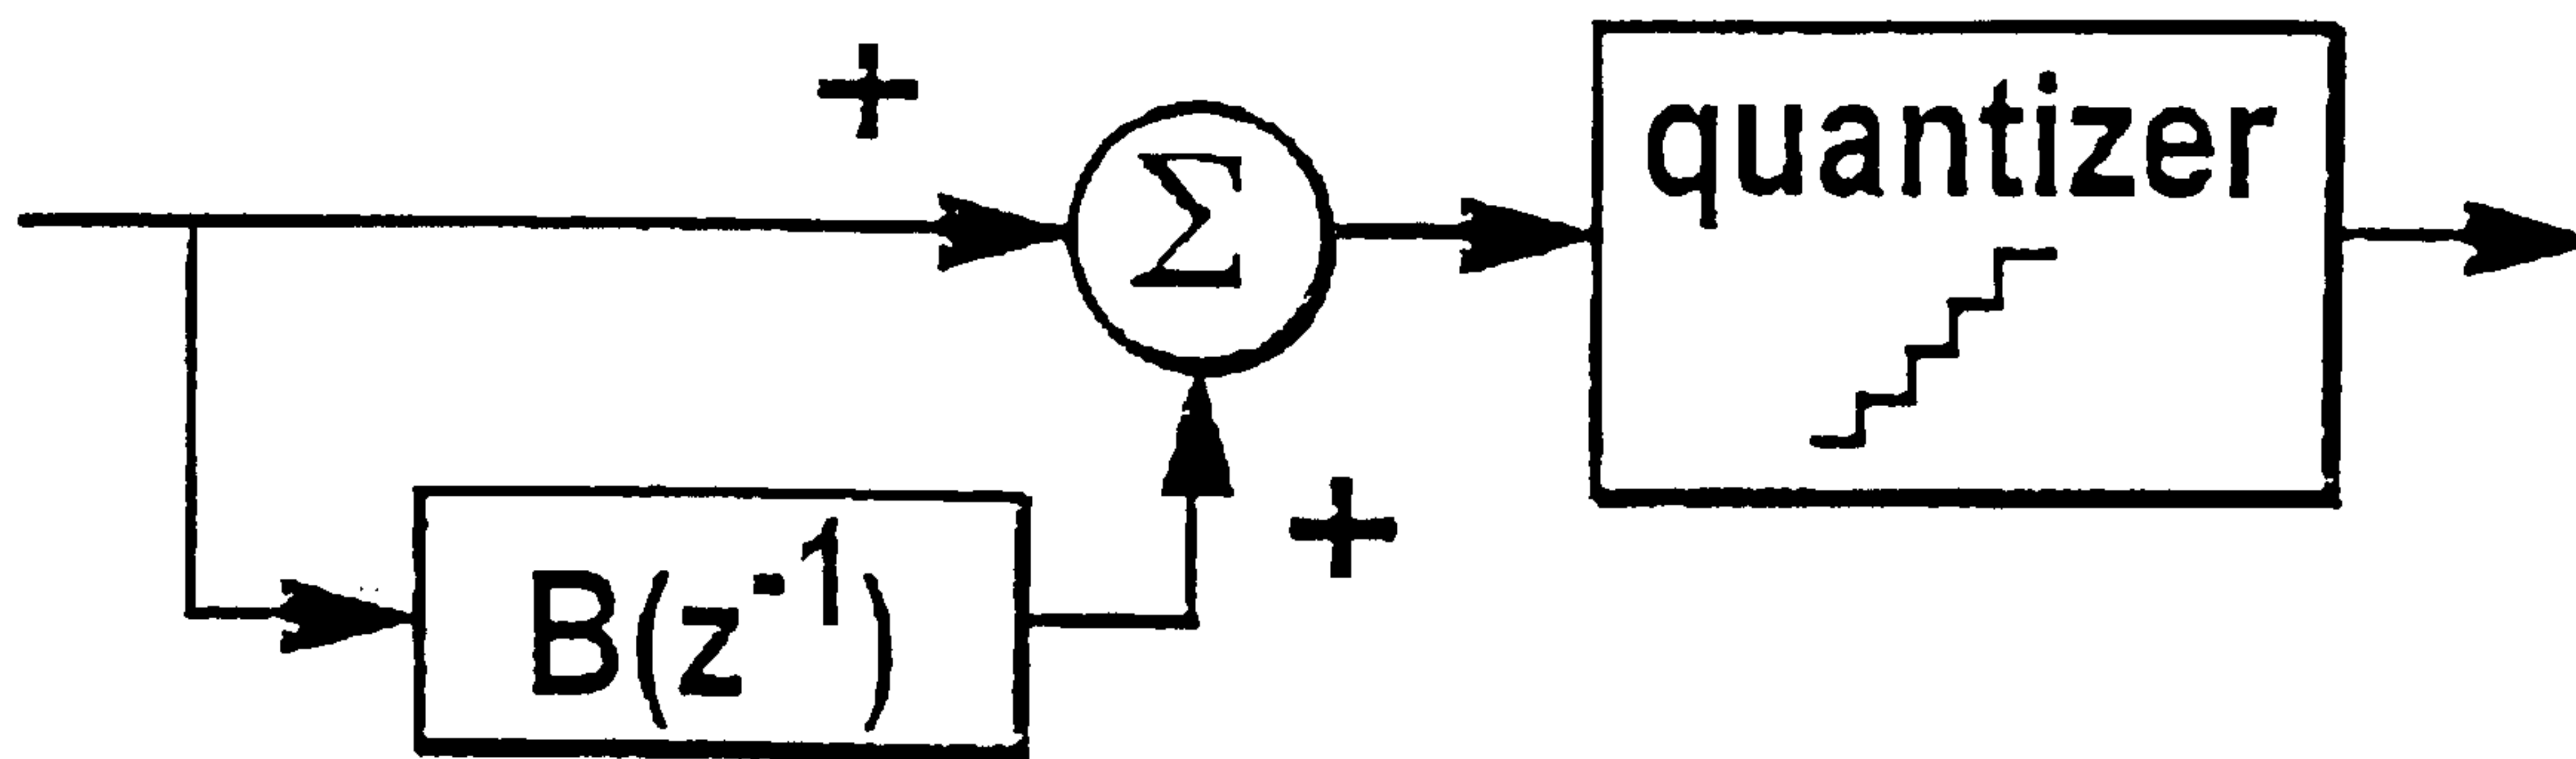 +
Σ
quantizer
+
B(z⁻¹)